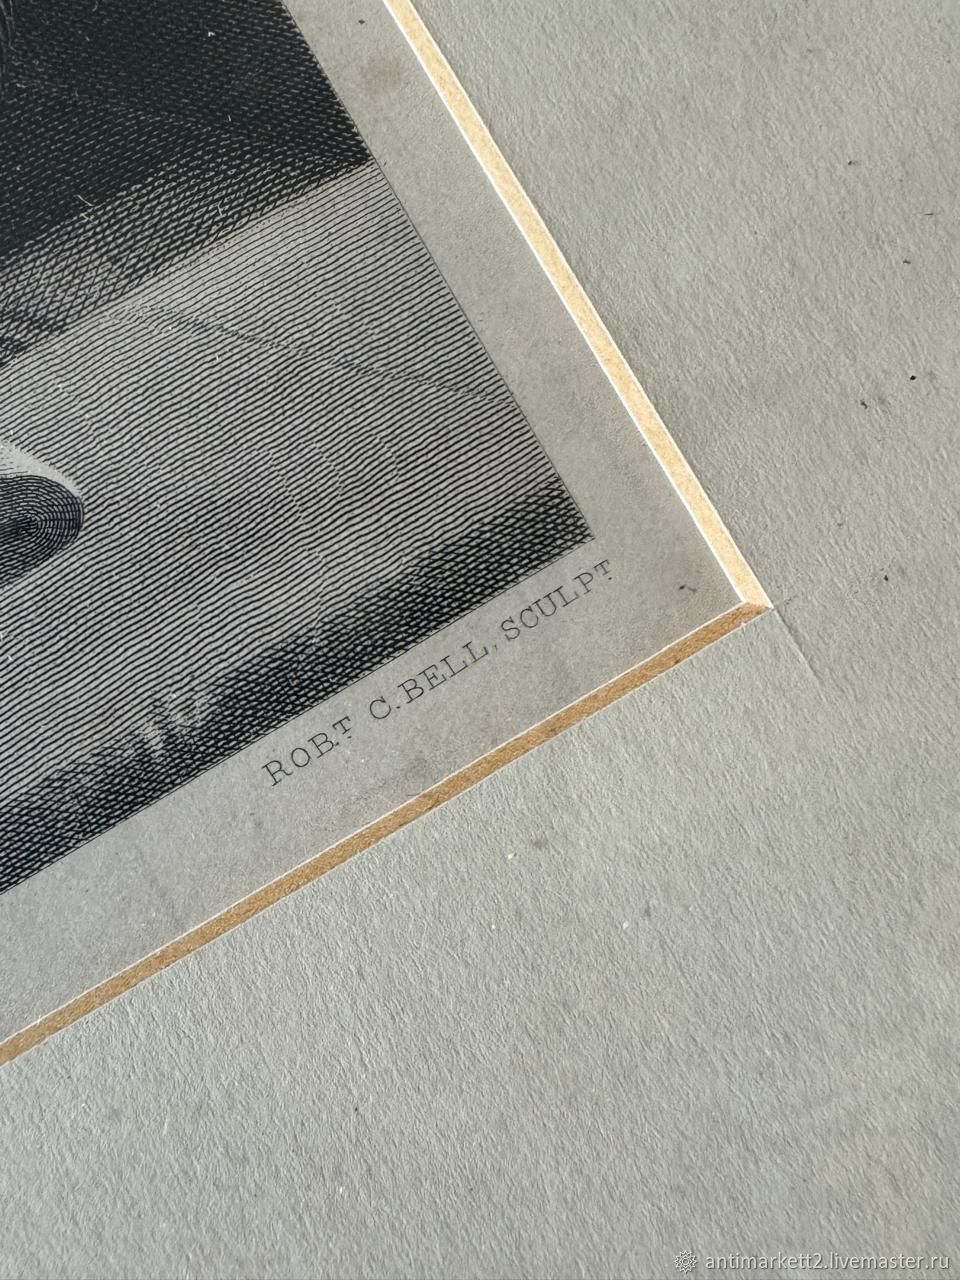 ROBT C. BELL, SCULPT
antimarkett2.livemaster.ru